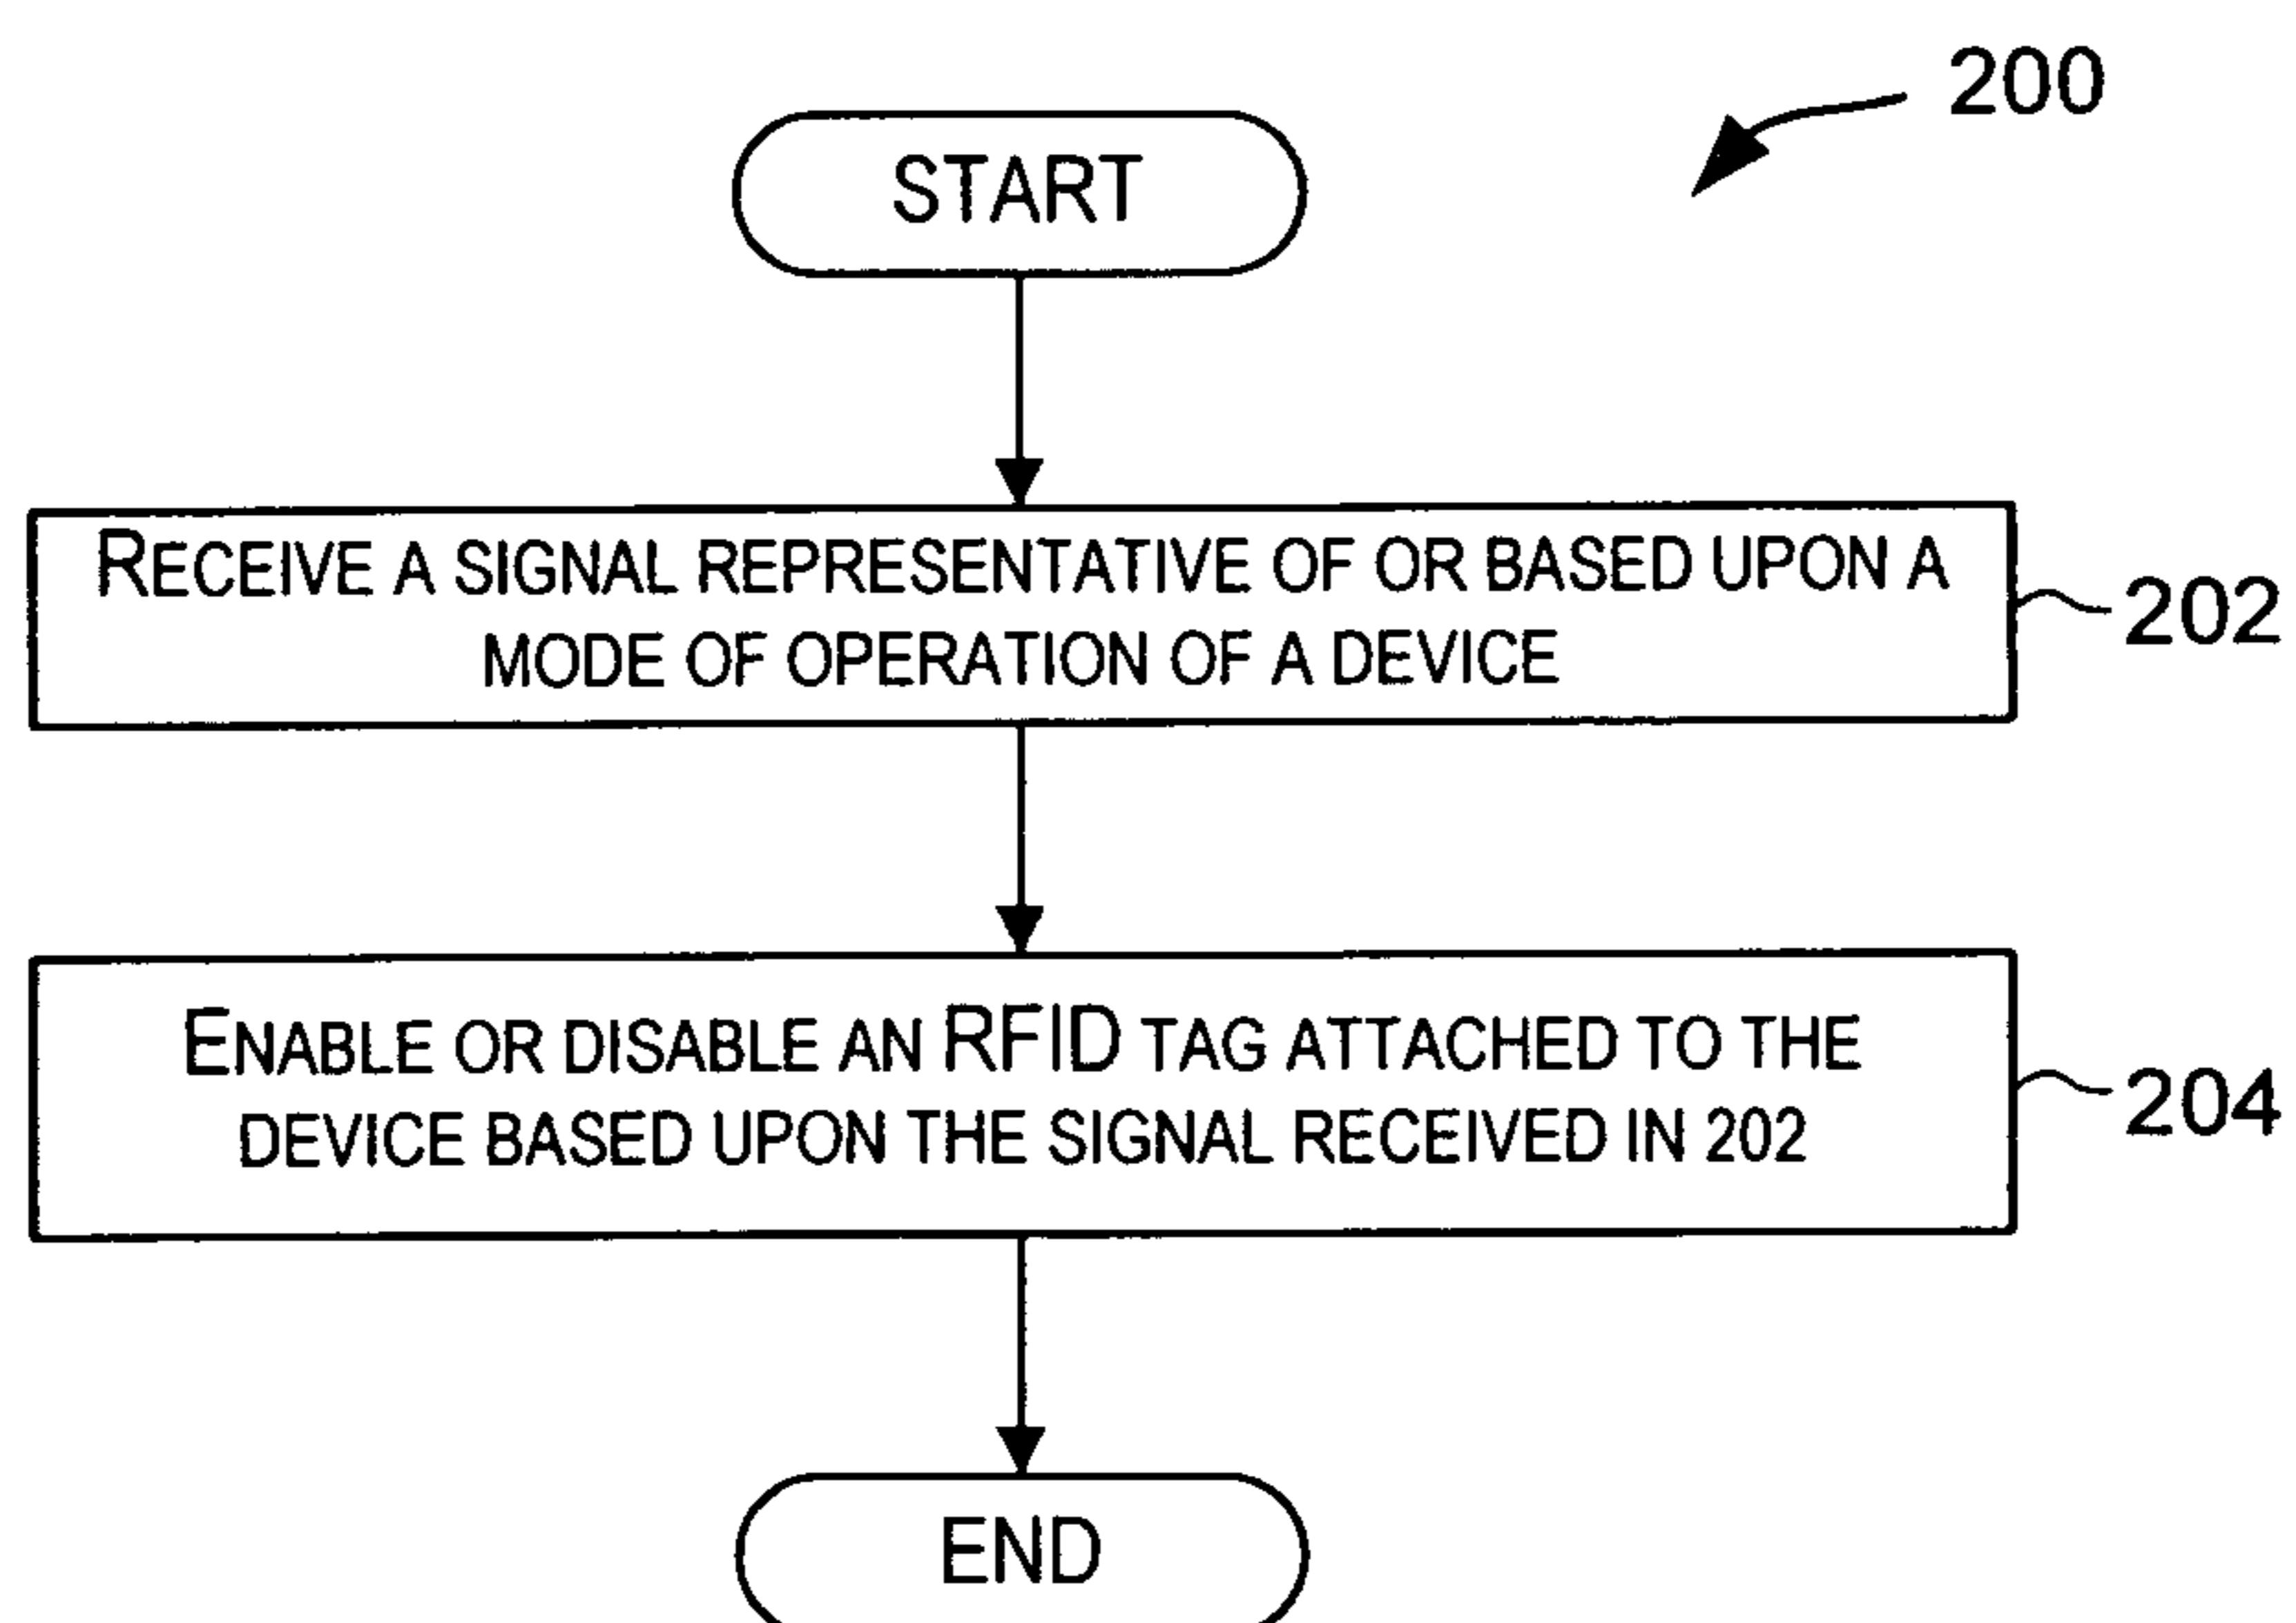 200
START
RECEIVE A SIGNAL REPRESENTATIVE OF OR BASED UPON A
MODE OF OPERATION OF A DEVICE
202
ENABLE OR DISABLE AN RFID TAG ATTACHED TO THE
DEVICE BASED UPON THE SIGNAL RECEIVED IN 202
204
END